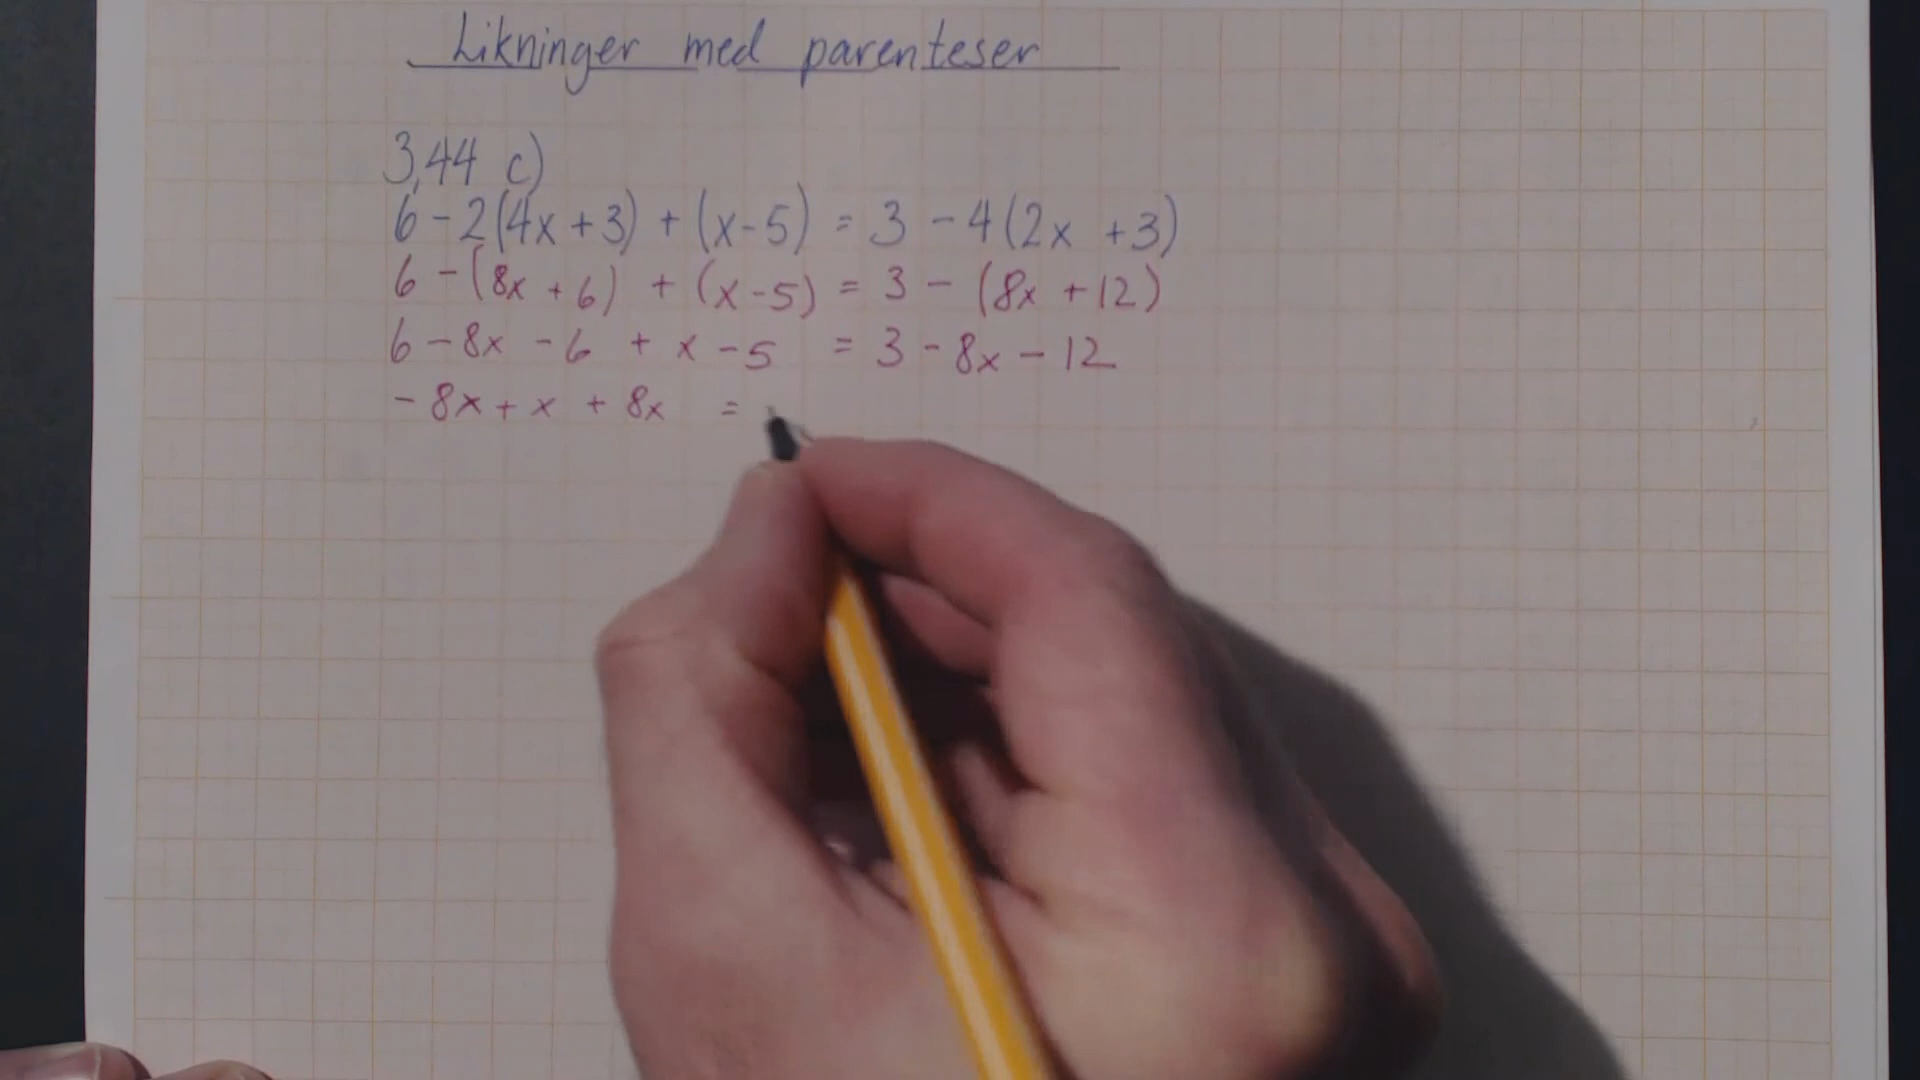 Likninger med parenteser
3,44 c)
6 - 2(4x + 3) + (x - 5) = 3 - 4(2x + 3)
6 - (8x + 6) + (x - 5) = 3 - (8x + 12)
6 - 8x - 6 + x - 5 = 3 - 8x - 12
- 8x + x + 8x =